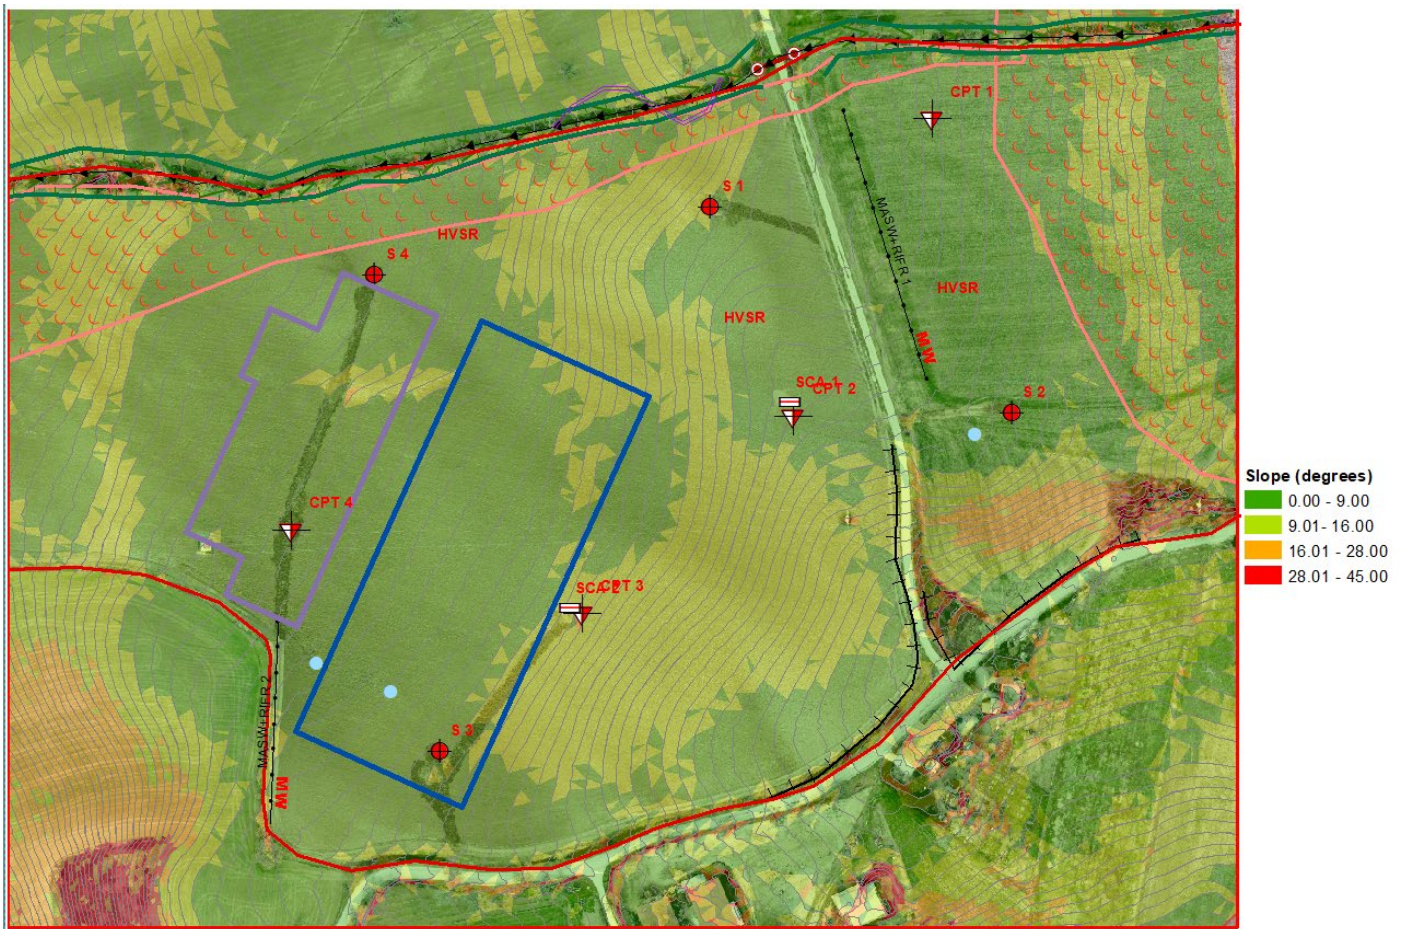 CPT 1
S 1
MASW+RIFR 1
HVSR
S 4
HVSR
HVSR
MW
SCA 1
CPT 2
S 2
CPT 4
SCA 2
CPT 3
MASW+RIFR 2
S 3
MW
Slope (degrees)
0.00 - 9.00
9.01- 16.00
16.01 - 28.00
28.01 - 45.00